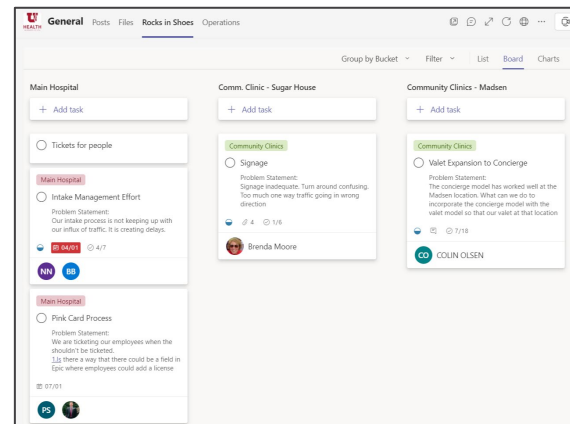 U
HEALTH
General Posts Files Rocks in Shoes Operations
Group by Bucket Filter List Board Charts
Main Hospital
+ Add task
Tickets for people
Main Hospital
Intake Management Effort
Problem Statement:
Our intake process is not keeping up with
our influx of traffic. It is creating delays.
04/01 4/7
NN BB
Main Hospital
Pink Card Process
Problem Statement:
We are ticketing our employees when the
shouldn't be ticketed.
1.Is there a way that there could be a field in
Epic where employees could add a license
07/01
PS
Comm. Clinic - Sugar House
+ Add task
Community Clinics
Signage
Problem Statement:
Signage inadequate. Turn around confusing.
Too much one way traffic going in wrong
direction
4 1/6
Brenda Moore
Community Clinics - Madsen
+ Add task
Community Clinics
Valet Expansion to Concierge
Problem Statement:
The concierge model has worked well at the
Madsen location. What can we do to
incorporate the concierge model with the
valet model so that our valet at that location
7/18
CO COLIN OLSEN